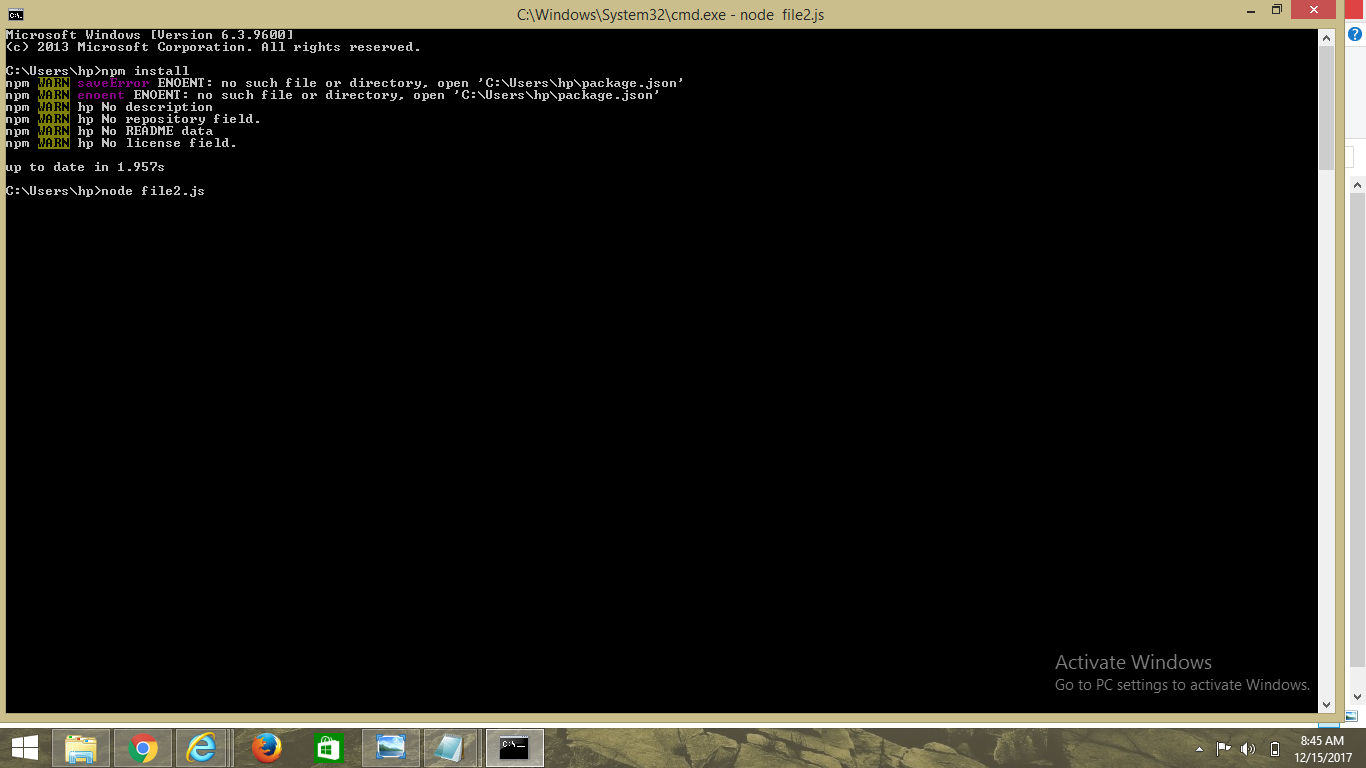 C:\Windows\System32\cmd.exe - node  file2.js
Microsoft Windows [Version 6.3.9600]
(c) 2013 Microsoft Corporation. All rights reserved.
C:\Users\hp>npm install
npm WARN saveError ENOENT: no such file or directory, open 'C:\Users\hp\package.json'
npm WARN enoent ENOENT: no such file or directory, open 'C:\Users\hp\package.json'
npm WARN hp No description
npm WARN hp No repository field.
npm WARN hp No README data
npm WARN hp No license field.
up to date in 1.957s
C:\Users\hp>node file2.js
Activate Windows
Go to PC settings to activate Windows.
8:45 AM
12/15/2017